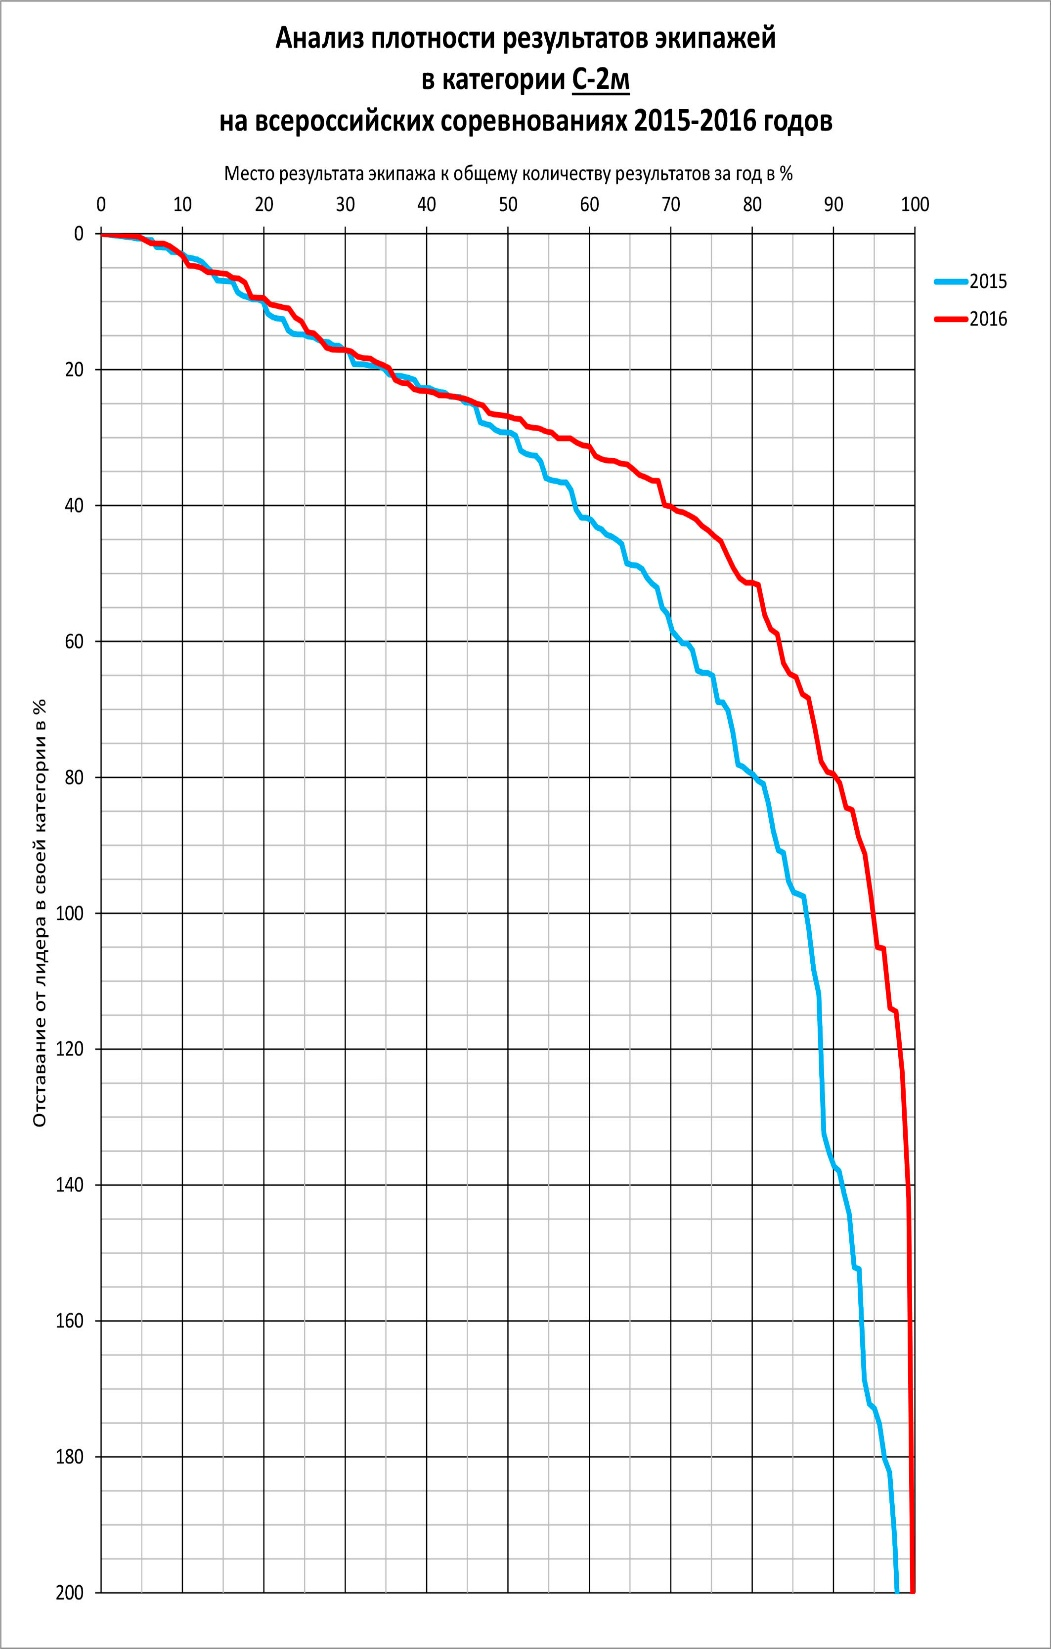 Анализ плотности результатов экипажей
в категории С-2м
на всероссийских соревнованиях 2015-2016 годов
Место результата экипажа к общему количеству результатов за год в %
0 10 20 30 40 50 60 70 80 90 100
0
20
40
60
80
100
120
140
160
180
200
Отставание от лидера в своей категории в %
2015
2016